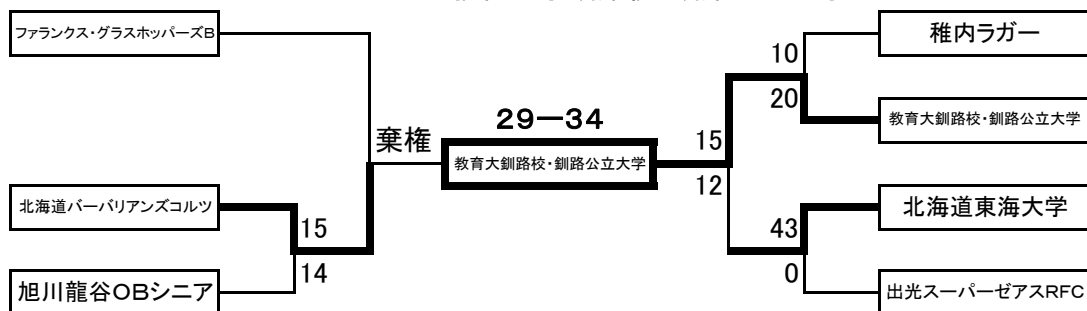 ファランクス・グラスホッパーズB
稚内ラガー
10
20
教育大釧路校・釧路公立大学
29―34
棄権
教育大釧路校・釧路公立大学
15
12
北海道バーバリアンズコルツ
15
14
旭川龍谷OBシニア
北海道東海大学
43
0
出光スーパーゼアスRFC